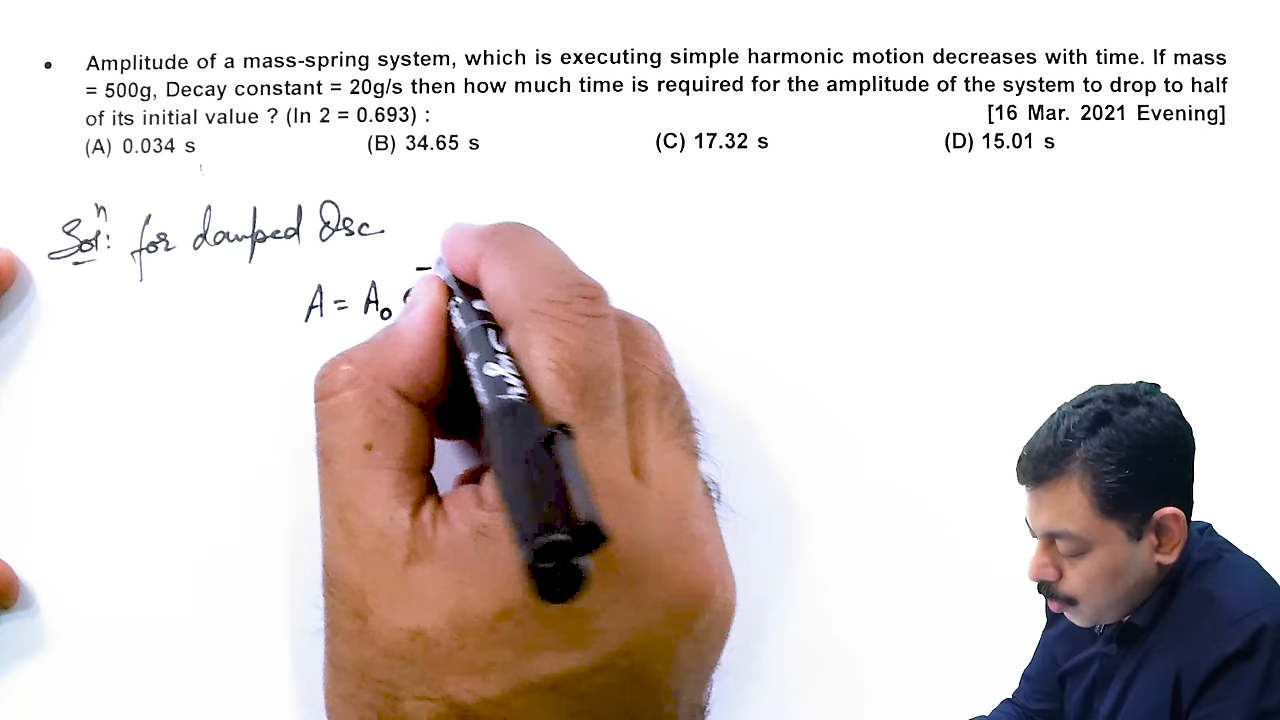 • Amplitude of a mass-spring system, which is executing simple harmonic motion decreases with time. If mass
= 500g, Decay constant = 20g/s then how much time is required for the amplitude of the system to drop to half
of its initial value ? (ln 2 = 0.693) : [16 Mar. 2021 Evening]
(A) 0.034 s (B) 34.65 s (C) 17.32 s (D) 15.01 s
Solⁿ: for damped Osc
A = A₀